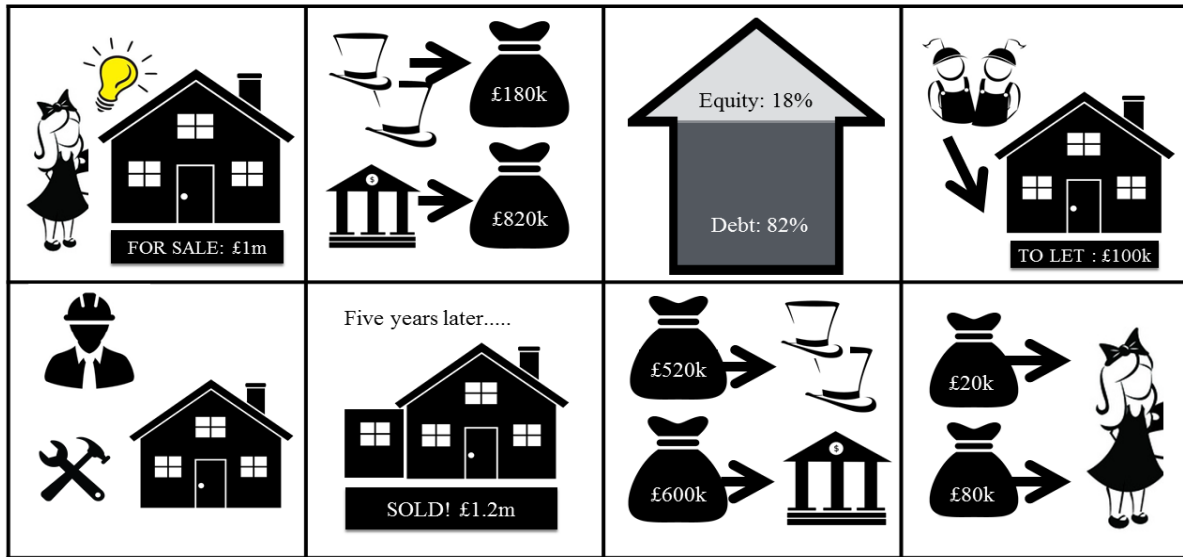 FOR SALE: £1m
£180k
$
£820k
Equity: 18%
Debt: 82%
TO LET : £100k
Five years later.....
SOLD! £1.2m
£520k
£600k
$
£20k
£80k